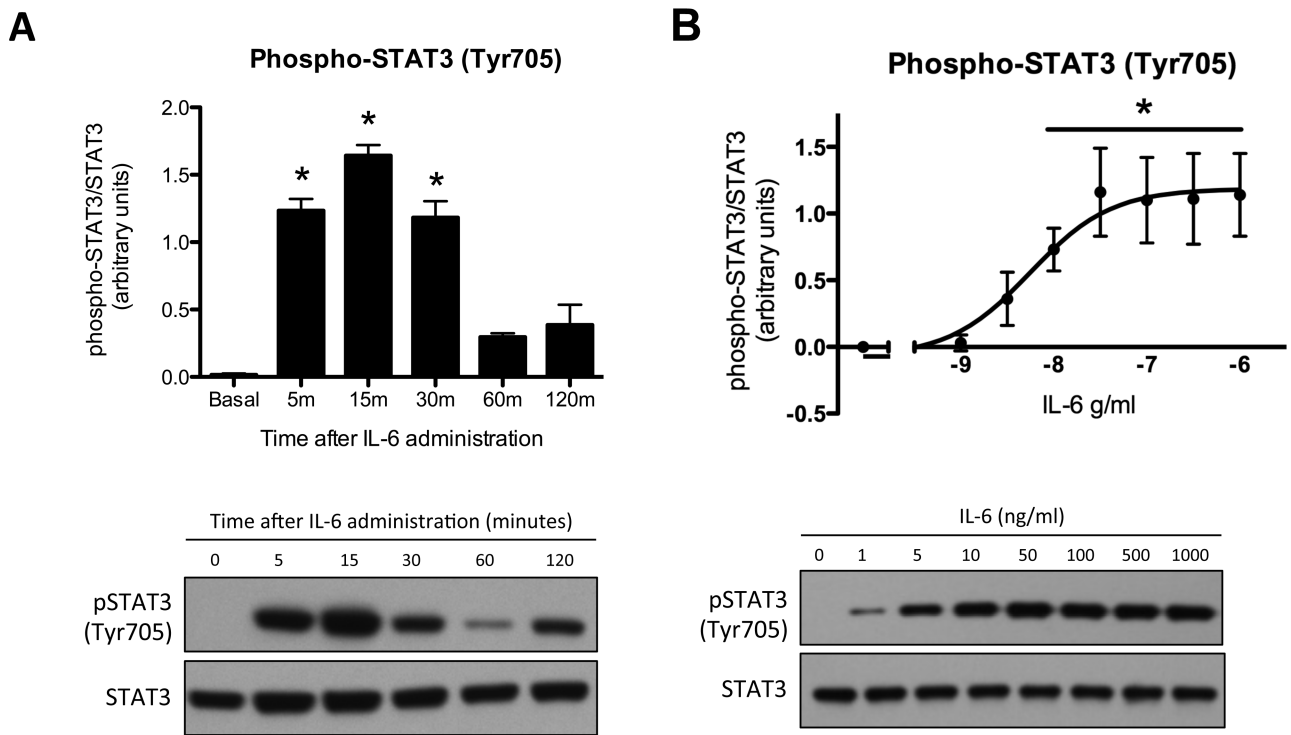 A
Phospho-STAT3 (Tyr705)
phospho-STAT3/STAT3
(arbitrary units)
2.0
1.5
1.0
0.5
0.0
* * *
Basal 5m 15m 30m 60m 120m
Time after IL-6 administration
Time after IL-6 administration (minutes)
0 5 15 30 60 120
pSTAT3
(Tyr705)
STAT3
B
Phospho-STAT3 (Tyr705)
*
phospho-STAT3/STAT3
(arbitrary units)
1.5
1.0
0.5
0.0
-0.5
-9 -8 -7 -6
IL-6 g/ml
IL-6 (ng/ml)
0 1 5 10 50 100 500 1000
pSTAT3
(Tyr705)
STAT3